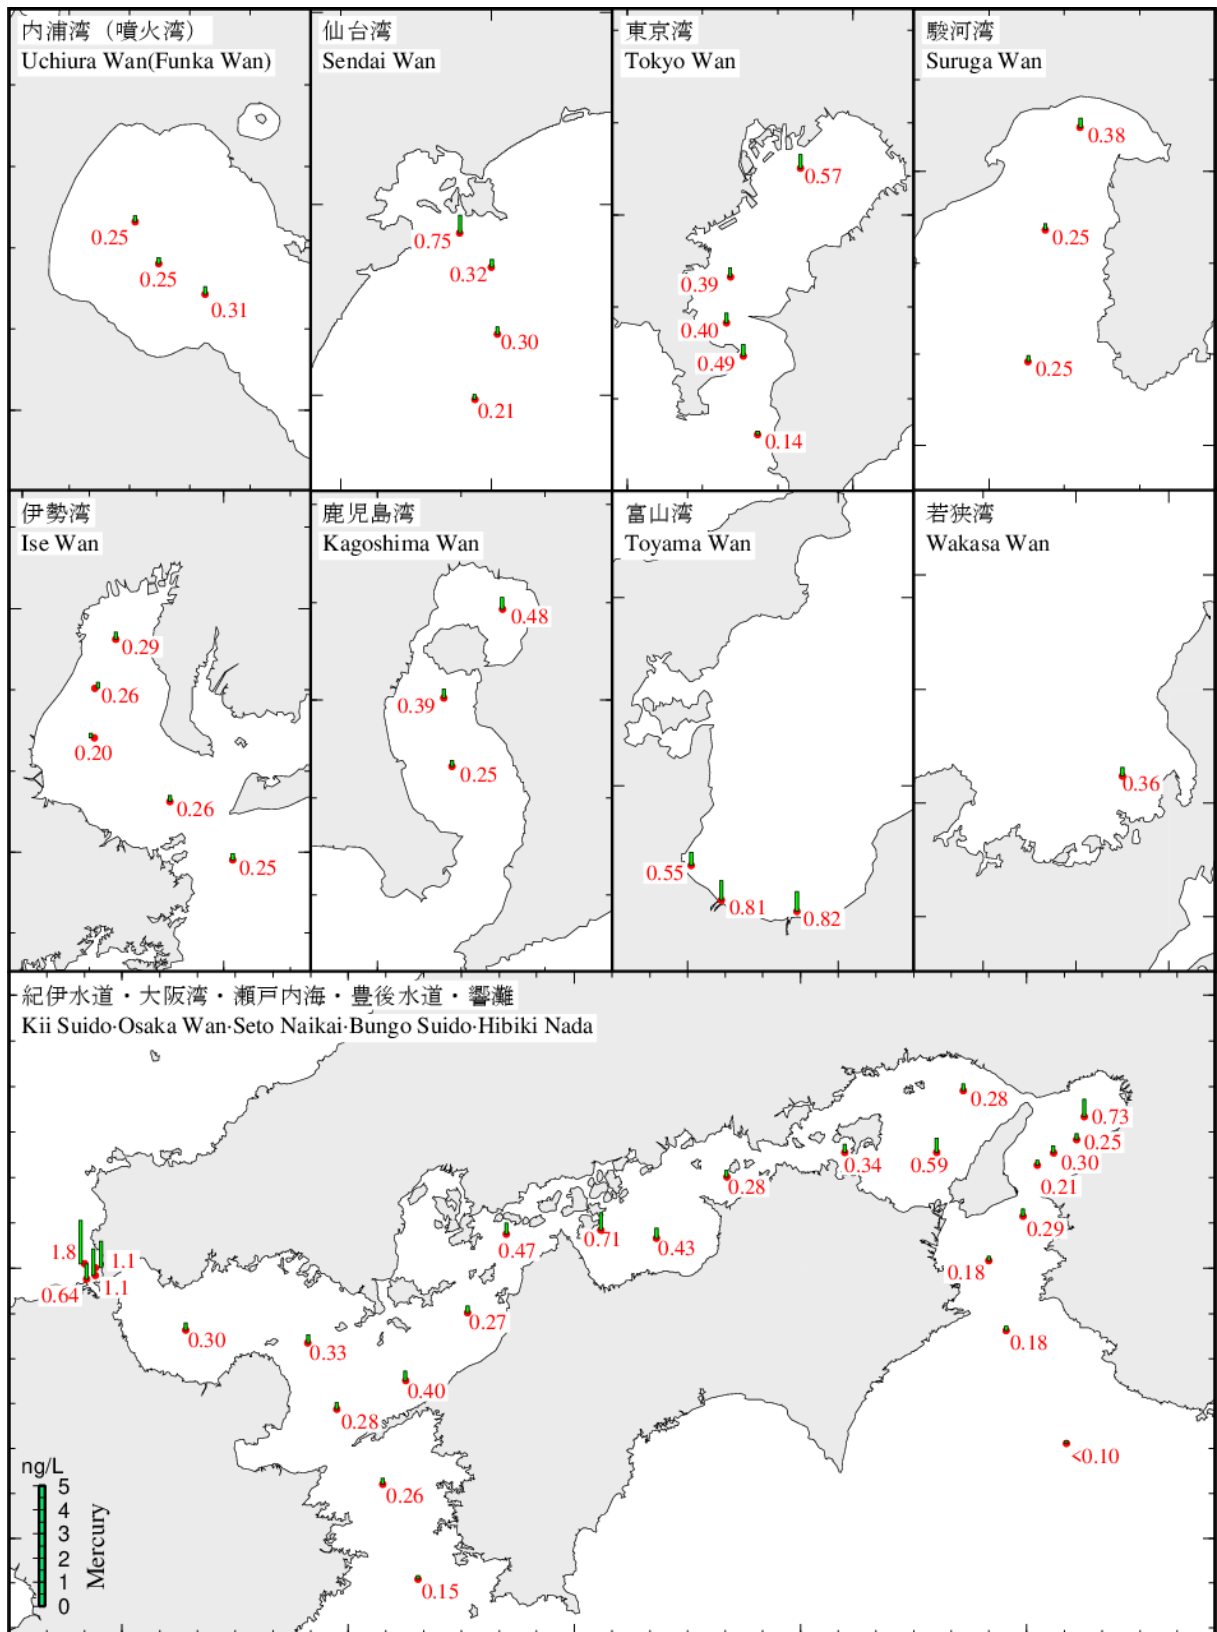 内浦湾（噴火湾）
Uchiura Wan(Funka Wan)
0.25
0.25
0.31
仙台湾
Sendai Wan
0.75
0.32
0.30
0.21
東京湾
Tokyo Wan
0.57
0.39
0.40
0.49
0.14
駿河湾
Suruga Wan
0.38
0.25
0.25
伊勢湾
Ise Wan
0.29
0.26
0.20
0.26
0.25
鹿児島湾
Kagoshima Wan
0.48
0.39
0.25
富山湾
Toyama Wan
0.55
0.81
0.82
若狭湾
Wakasa Wan
0.36
紀伊水道・大阪湾・瀬戸内海・豊後水道・響灘
Kii Suido·Osaka Wan·Seto Naikai·Bungo Suido·Hibiki Nada
0.28
0.73
0.25
0.30
0.21
0.34
0.59
0.28
0.29
0.71
0.43
0.47
1.8
1.1
1.1
0.64
0.18
0.27
0.30
0.33
0.18
0.40
0.28
<0.10
0.26
0.15
ng/L
5
4
3
2
1
0
Mercury